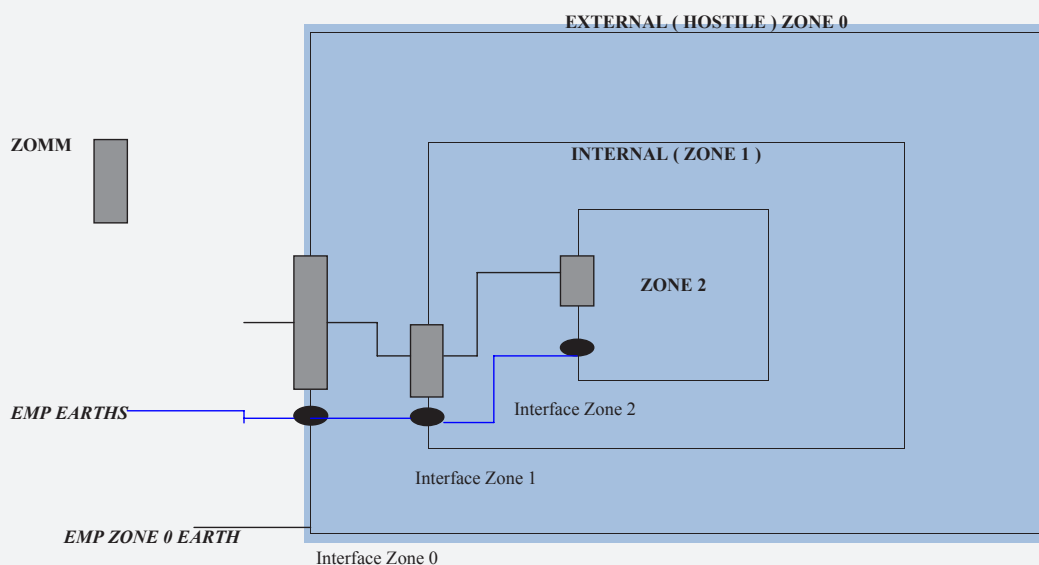 EXTERNAL ( HOSTILE ) ZONE 0
ZOMM
INTERNAL ( ZONE 1 )
ZONE 2
EMP EARTHS
Interface Zone 2
Interface Zone 1
EMP ZONE 0 EARTH
Interface Zone 0